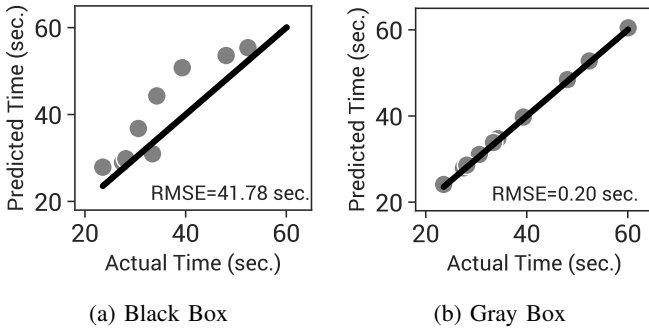 Predicted Time (sec.)
60
40
20
RMSE=41.78 sec.
20 40 60
Actual Time (sec.)
(a) Black Box
Predicted Time (sec.)
60
40
20
RMSE=0.20 sec.
20 40 60
Actual Time (sec.)
(b) Gray Box